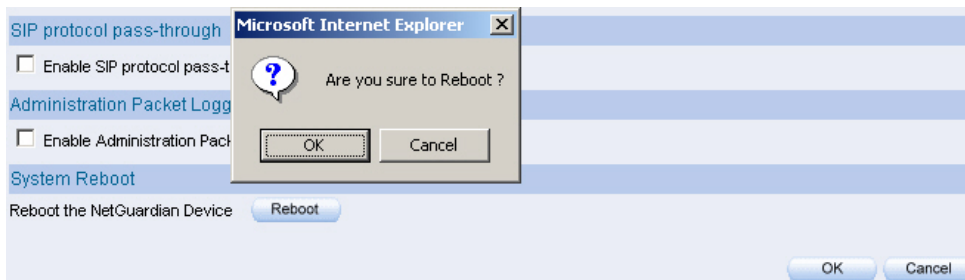 SIP protocol pass-through
Enable SIP protocol pass-t
Administration Packet Logg
Enable Administration Pack
System Reboot
Reboot the NetGuardian Device Reboot
OK Cancel
Microsoft Internet Explorer
Are you sure to Reboot ?
OK Cancel